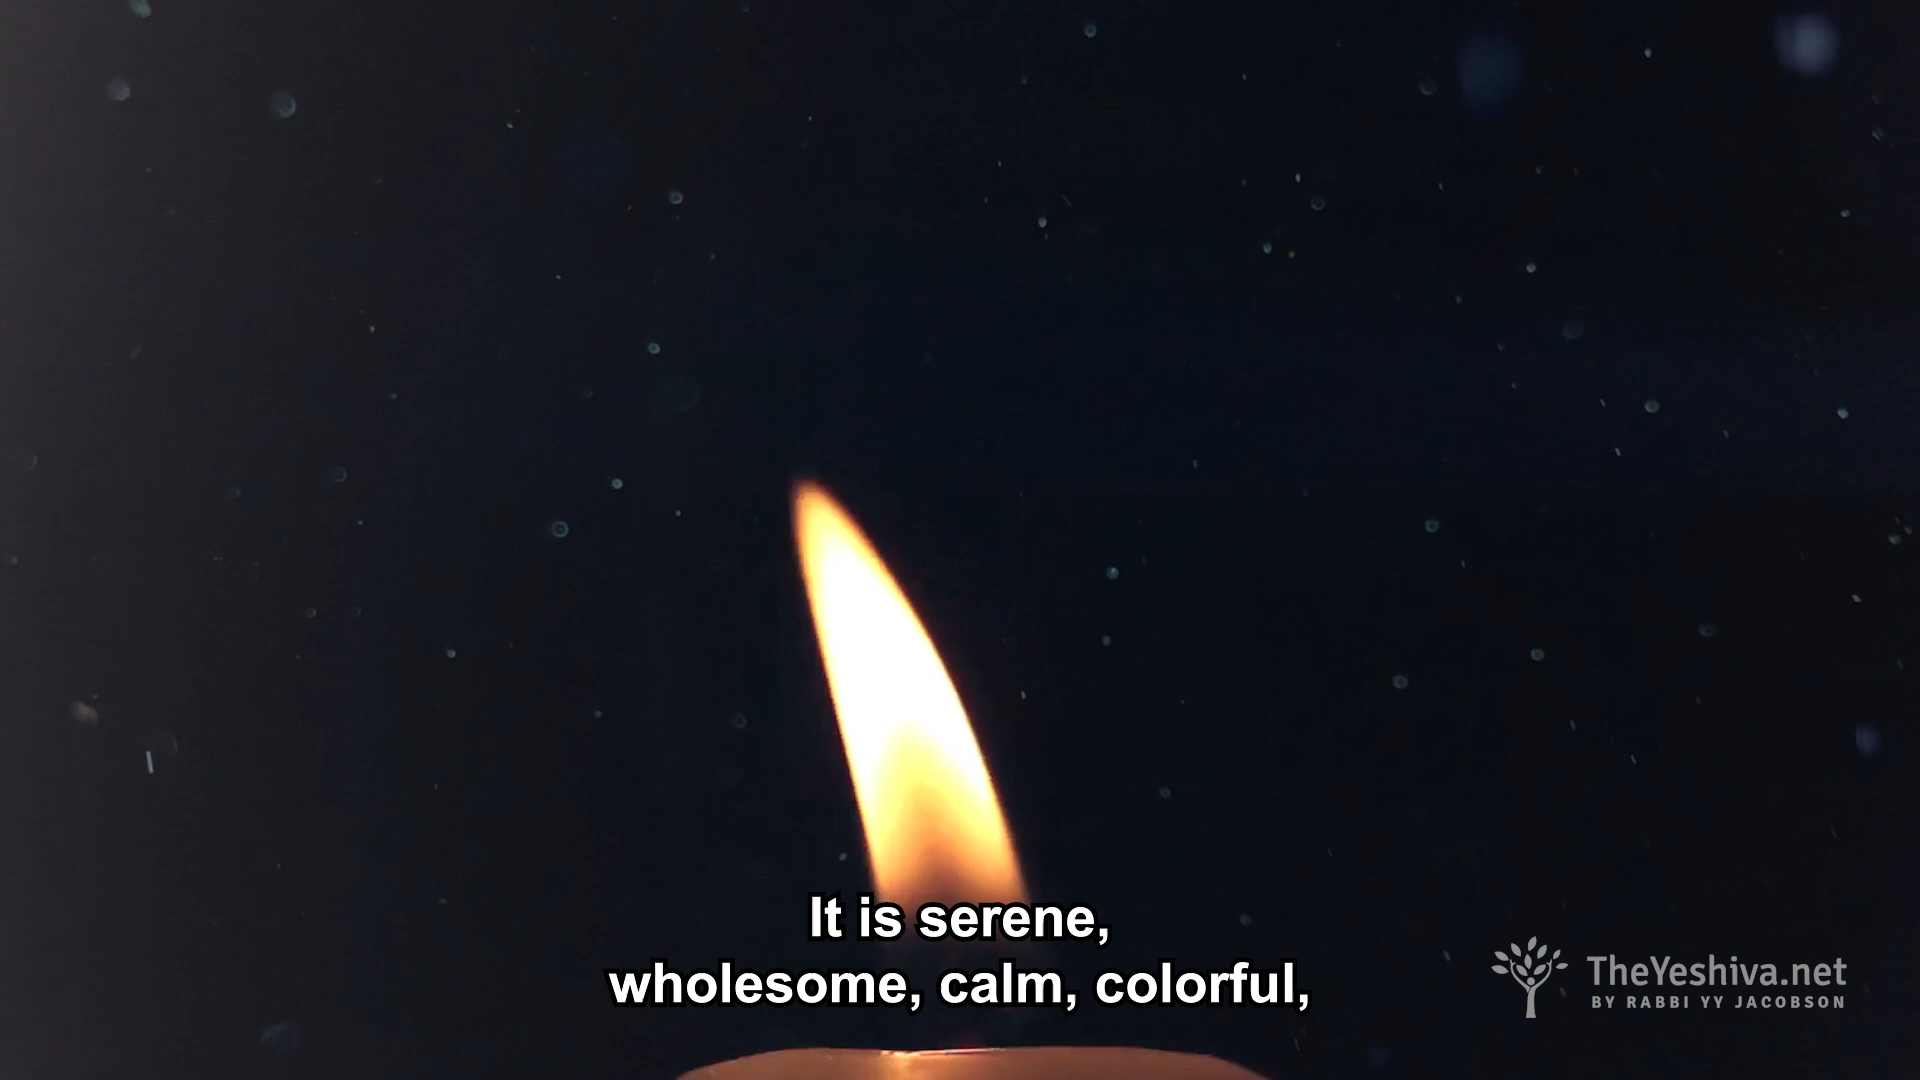 It is serene,
wholesome, calm, colorful,
TheYeshiva.net
BY RABBI YY JACOBSON